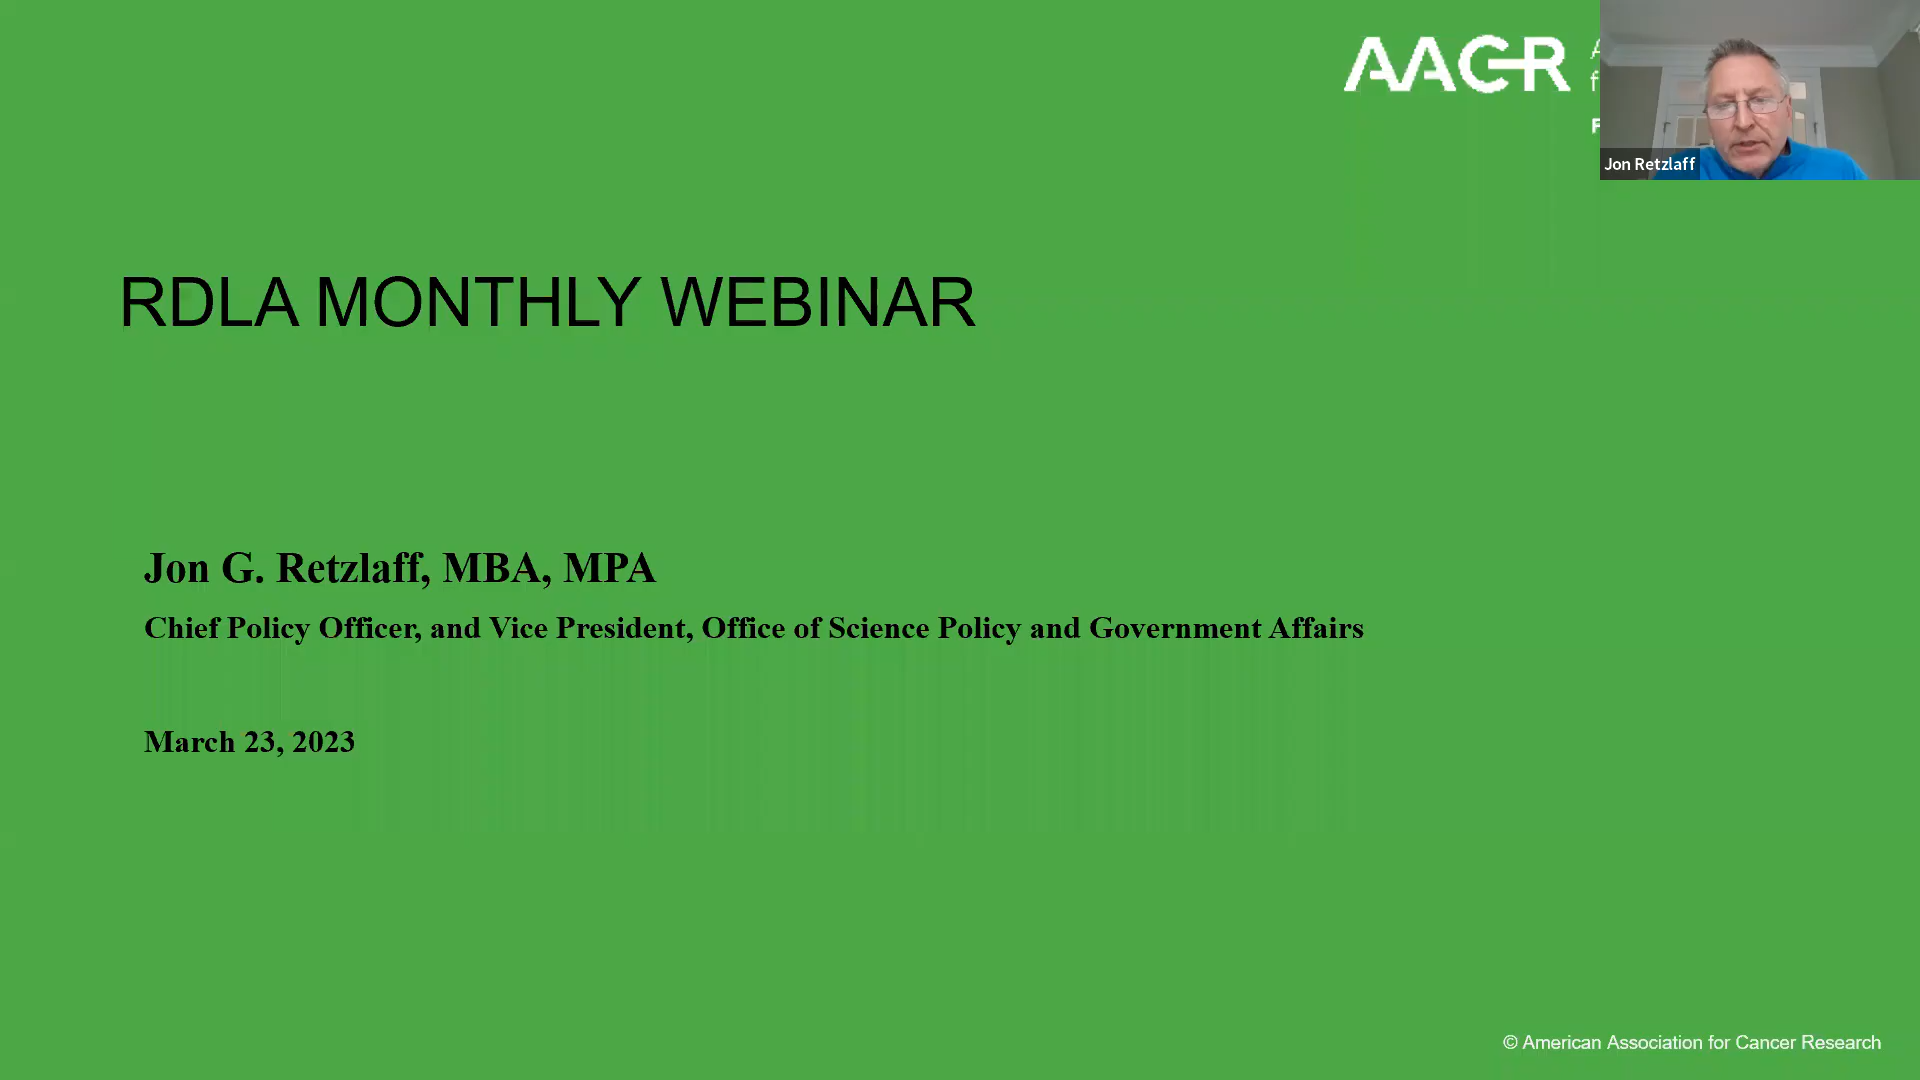 AACR
Jon Retzlaff
RDLA MONTHLY WEBINAR
Jon G. Retzlaff, MBA, MPA
Chief Policy Officer, and Vice President, Office of Science Policy and Government Affairs
March 23, 2023
© American Association for Cancer Research